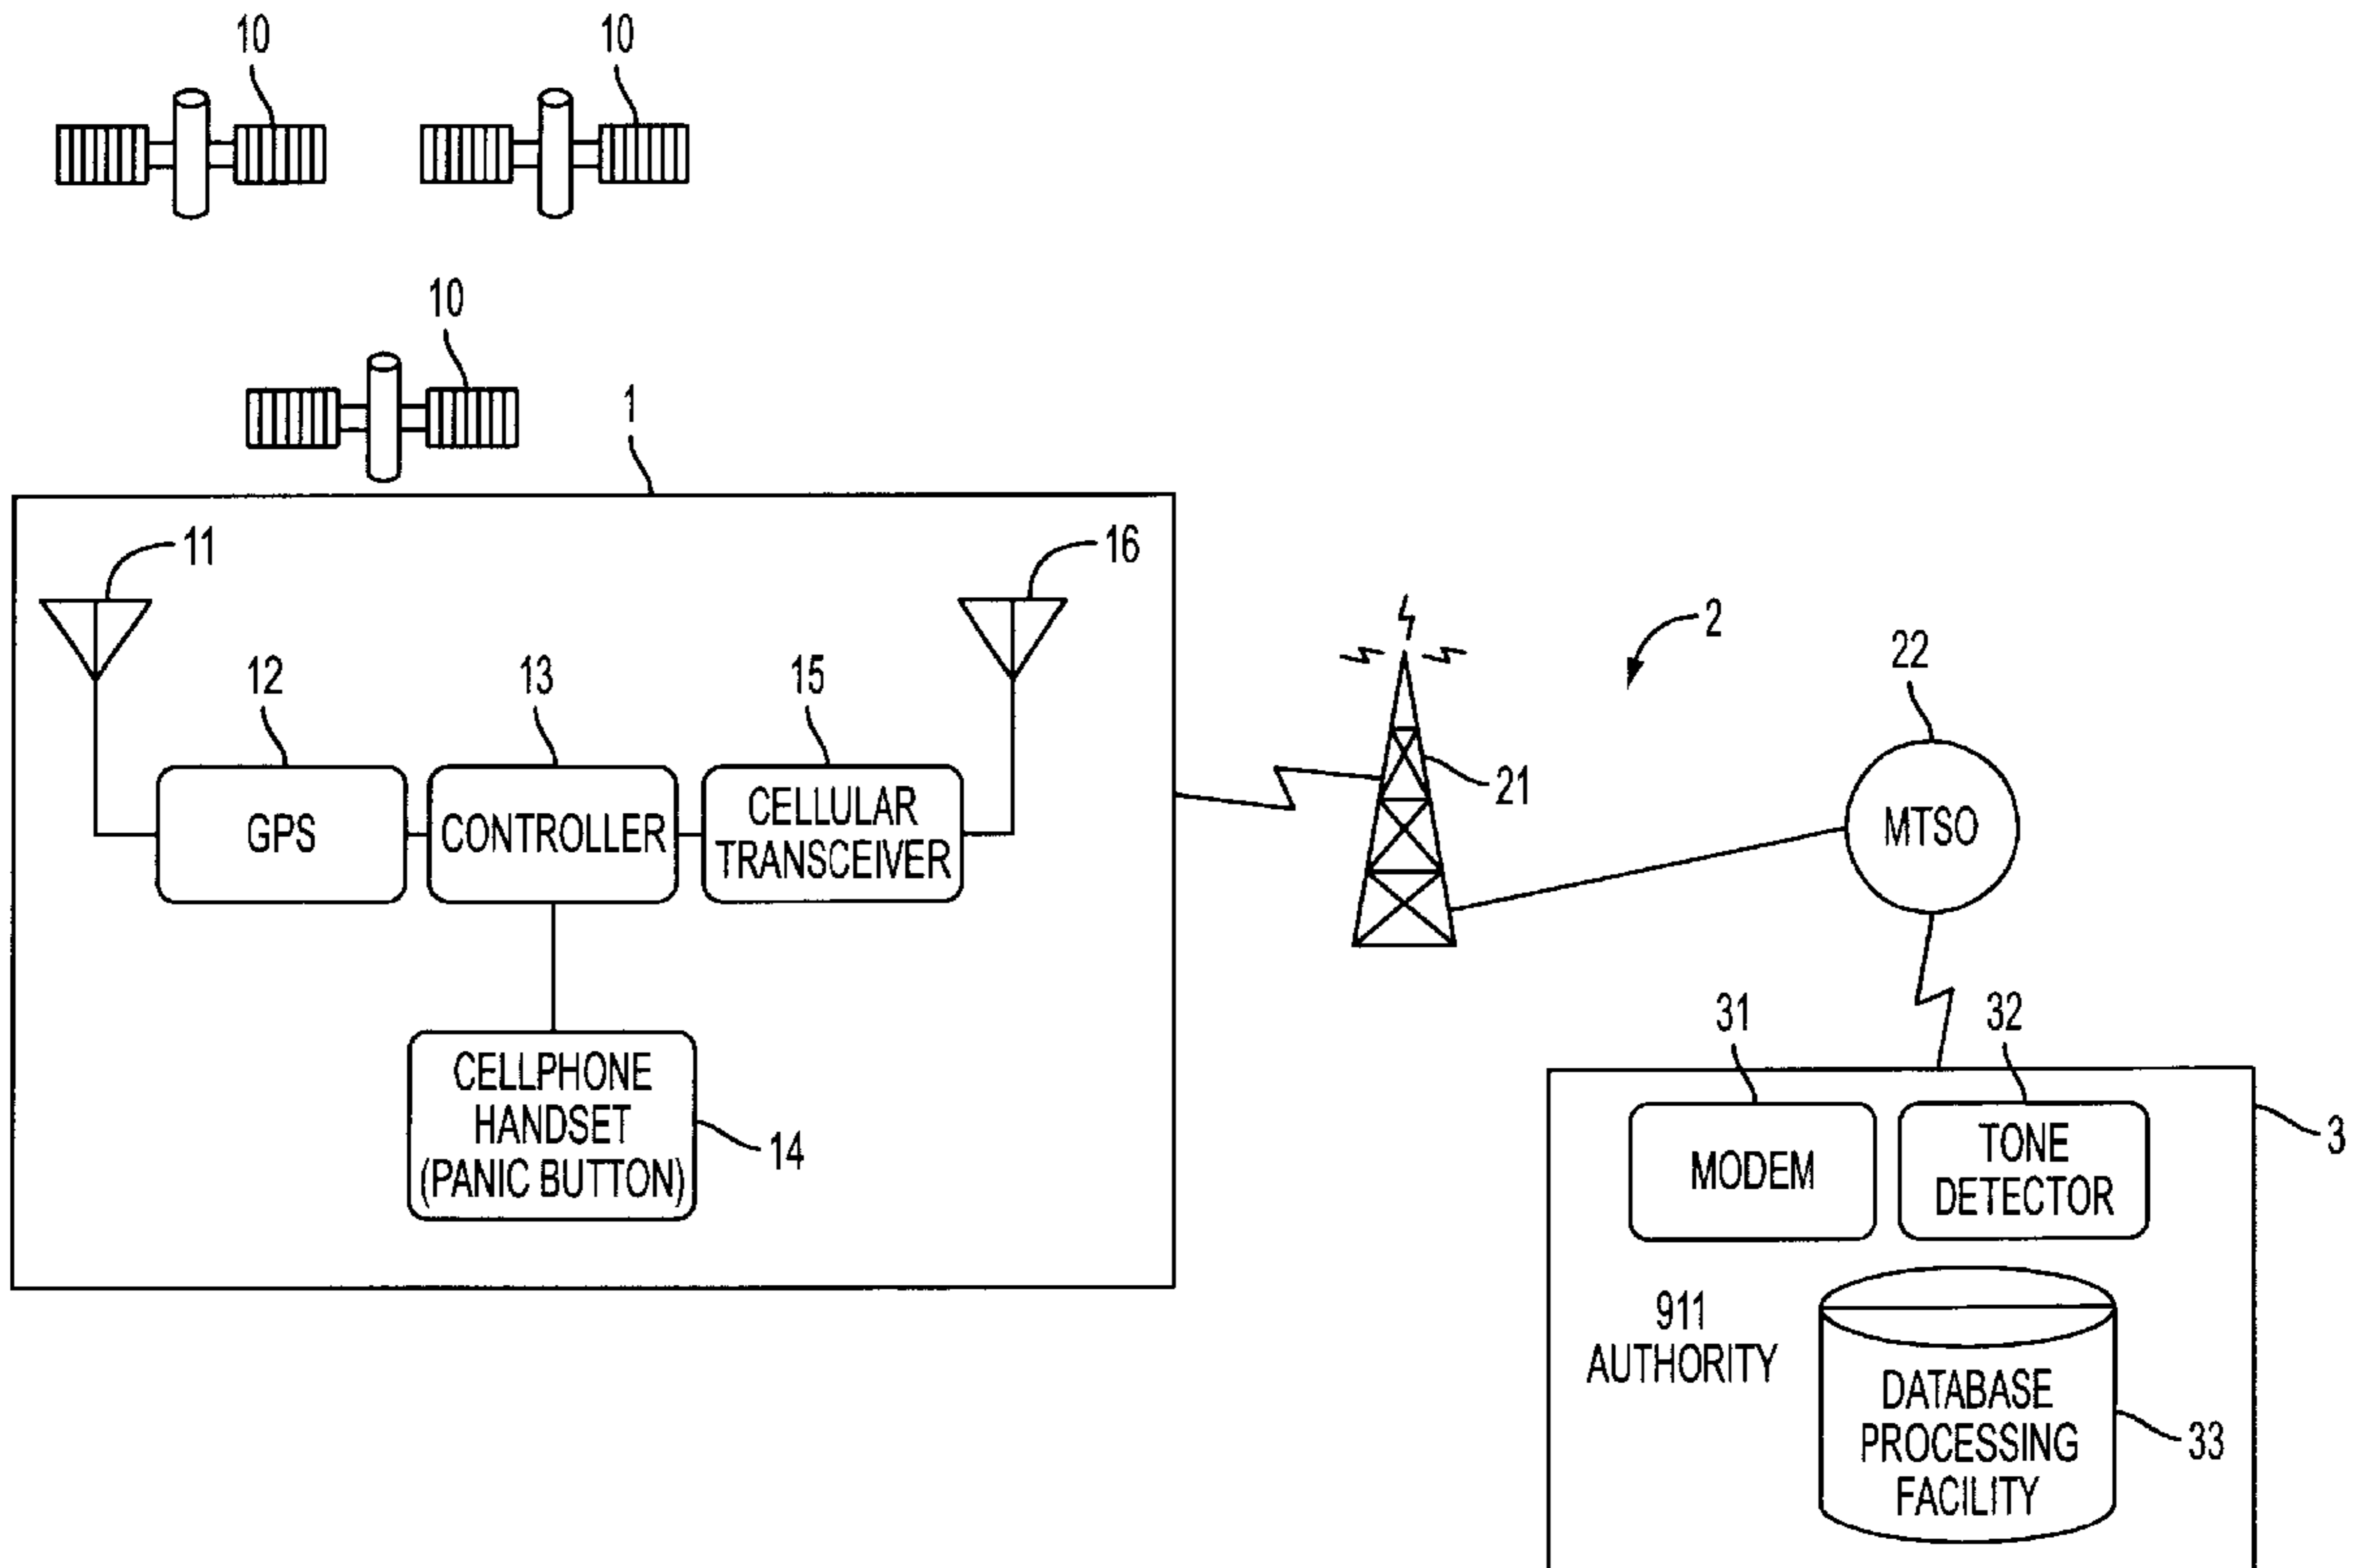 10
10
10
1
11
16
12
13
15
GPS
CONTROLLER
CELLULAR
TRANSCEIVER
CELLPHONE
HANDSET
(PANIC BUTTON)
14
2
21
22
MTSO
31
32
3
MODEM
TONE
DETECTOR
911
AUTHORITY
DATABASE
PROCESSING
FACILITY
33